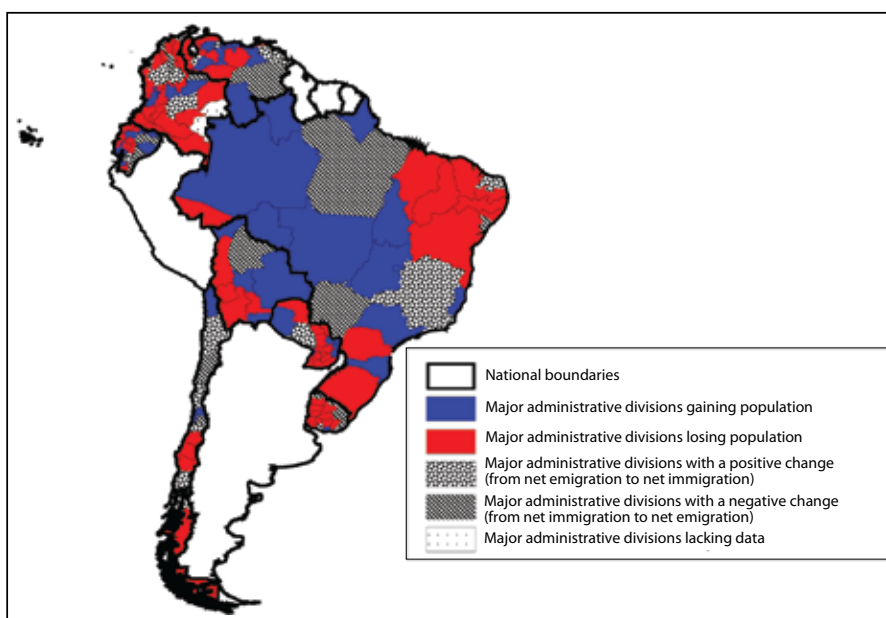 National boundaries
Major administrative divisions gaining population
Major administrative divisions losing population
Major administrative divisions with a positive change
(from net emigration to net immigration)
Major administrative divisions with a negative change
(from net immigration to net emigration)
Major administrative divisions lacking data